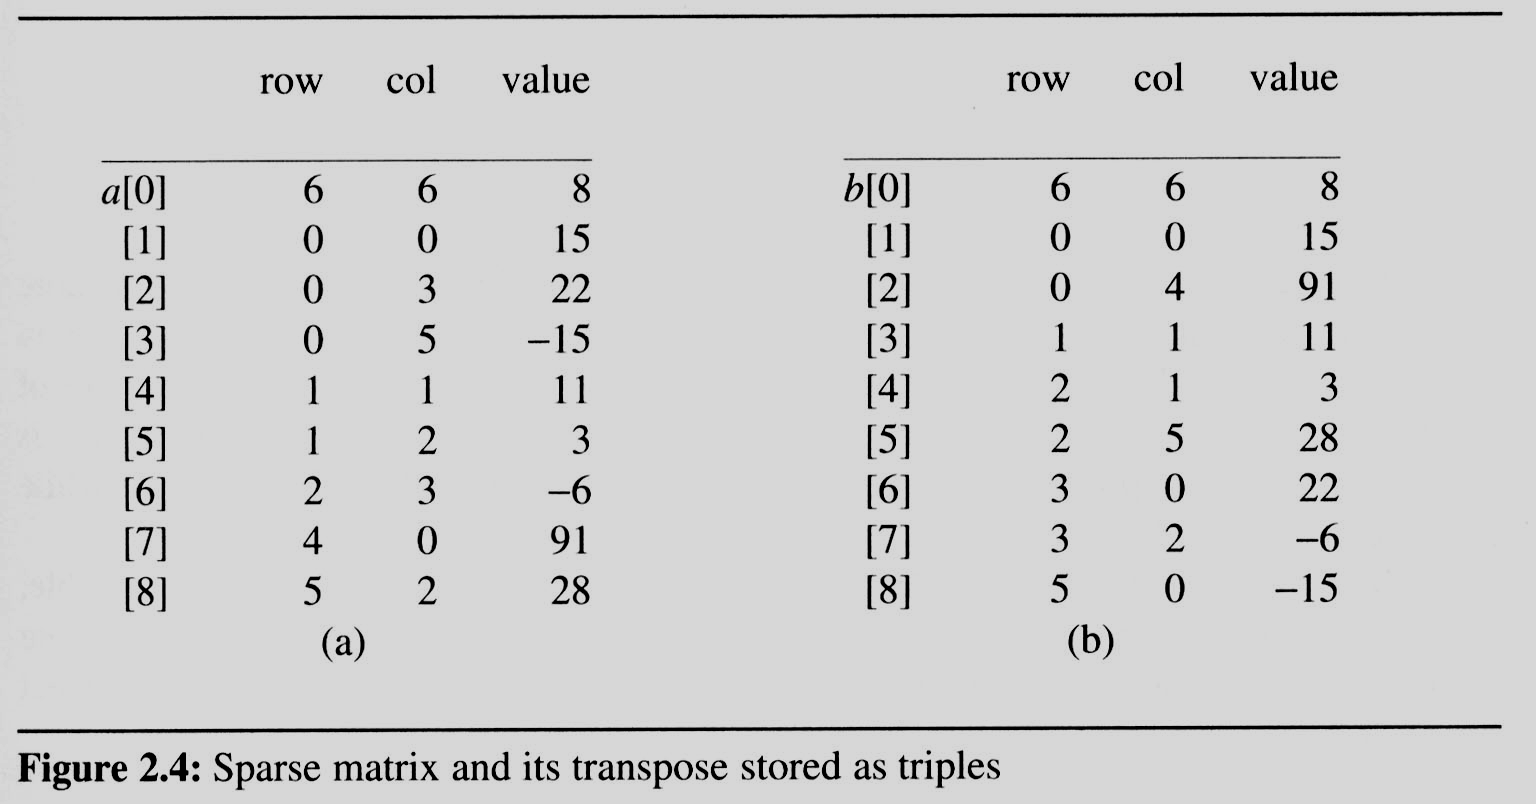 row col value row col value
a[0] 6 6 8 b[0] 6 6 8
[1] 0 0 15 [1] 0 0 15
[2] 0 3 22 [2] 0 4 91
[3] 0 5 −15 [3] 1 1 11
[4] 1 1 11 [4] 2 1 3
[5] 1 2 3 [5] 2 5 28
[6] 2 3 −6 [6] 3 0 22
[7] 4 0 91 [7] 3 2 −6
[8] 5 2 28 [8] 5 0 −15
(a) (b)
Figure 2.4: Sparse matrix and its transpose stored as triples